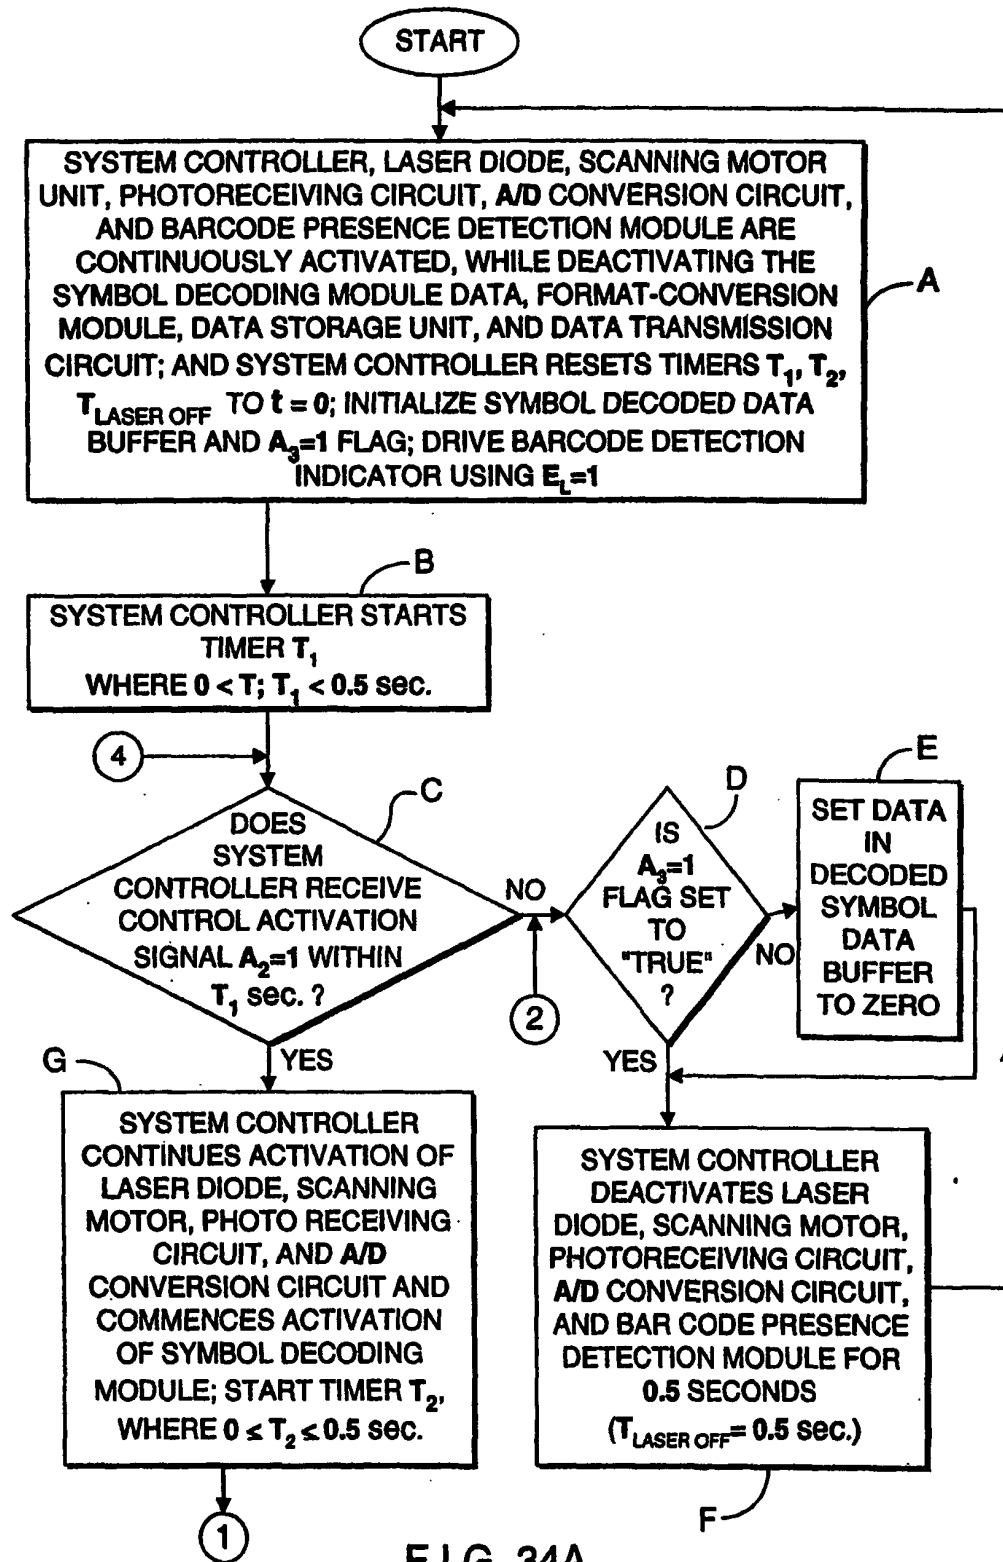 START
SYSTEM CONTROLLER, LASER DIODE, SCANNING MOTOR
UNIT, PHOTORECEIVING CIRCUIT, A/D CONVERSION CIRCUIT,
AND BARCODE PRESENCE DETECTION MODULE ARE
CONTINUOUSLY ACTIVATED, WHILE DEACTIVATING THE
SYMBOL DECODING MODULE DATA, FORMAT-CONVERSION
MODULE, DATA STORAGE UNIT, AND DATA TRANSMISSION
CIRCUIT; AND SYSTEM CONTROLLER RESETS TIMERS T1, T2,
TLASER OFF TO t = 0; INITIALIZE SYMBOL DECODED DATA
BUFFER AND A3=1 FLAG; DRIVE BARCODE DETECTION
INDICATOR USING EL=1
A
B
SYSTEM CONTROLLER STARTS
TIMER T1
WHERE 0 < T; T1 < 0.5 sec.
4
C
DOES
SYSTEM
CONTROLLER RECEIVE
CONTROL ACTIVATION
SIGNAL A2=1 WITHIN
T1 sec. ?
NO
2
D
IS
A3=1
FLAG SET
TO
"TRUE"
?
NO
E
SET DATA
IN
DECODED
SYMBOL
DATA
BUFFER
TO ZERO
YES
YES
G
SYSTEM CONTROLLER
CONTINUES ACTIVATION OF
LASER DIODE, SCANNING
MOTOR, PHOTO RECEIVING
CIRCUIT, AND A/D
CONVERSION CIRCUIT AND
COMMENCES ACTIVATION
OF SYMBOL DECODING
MODULE; START TIMER T2,
WHERE 0 ≤ T2 ≤ 0.5 sec.
1
SYSTEM CONTROLLER
DEACTIVATES LASER
DIODE, SCANNING MOTOR,
PHOTORECEIVING CIRCUIT,
A/D CONVERSION CIRCUIT,
AND BAR CODE PRESENCE
DETECTION MODULE FOR
0.5 SECONDS
(TLASER OFF= 0.5 sec.)
F
FIG. 34A